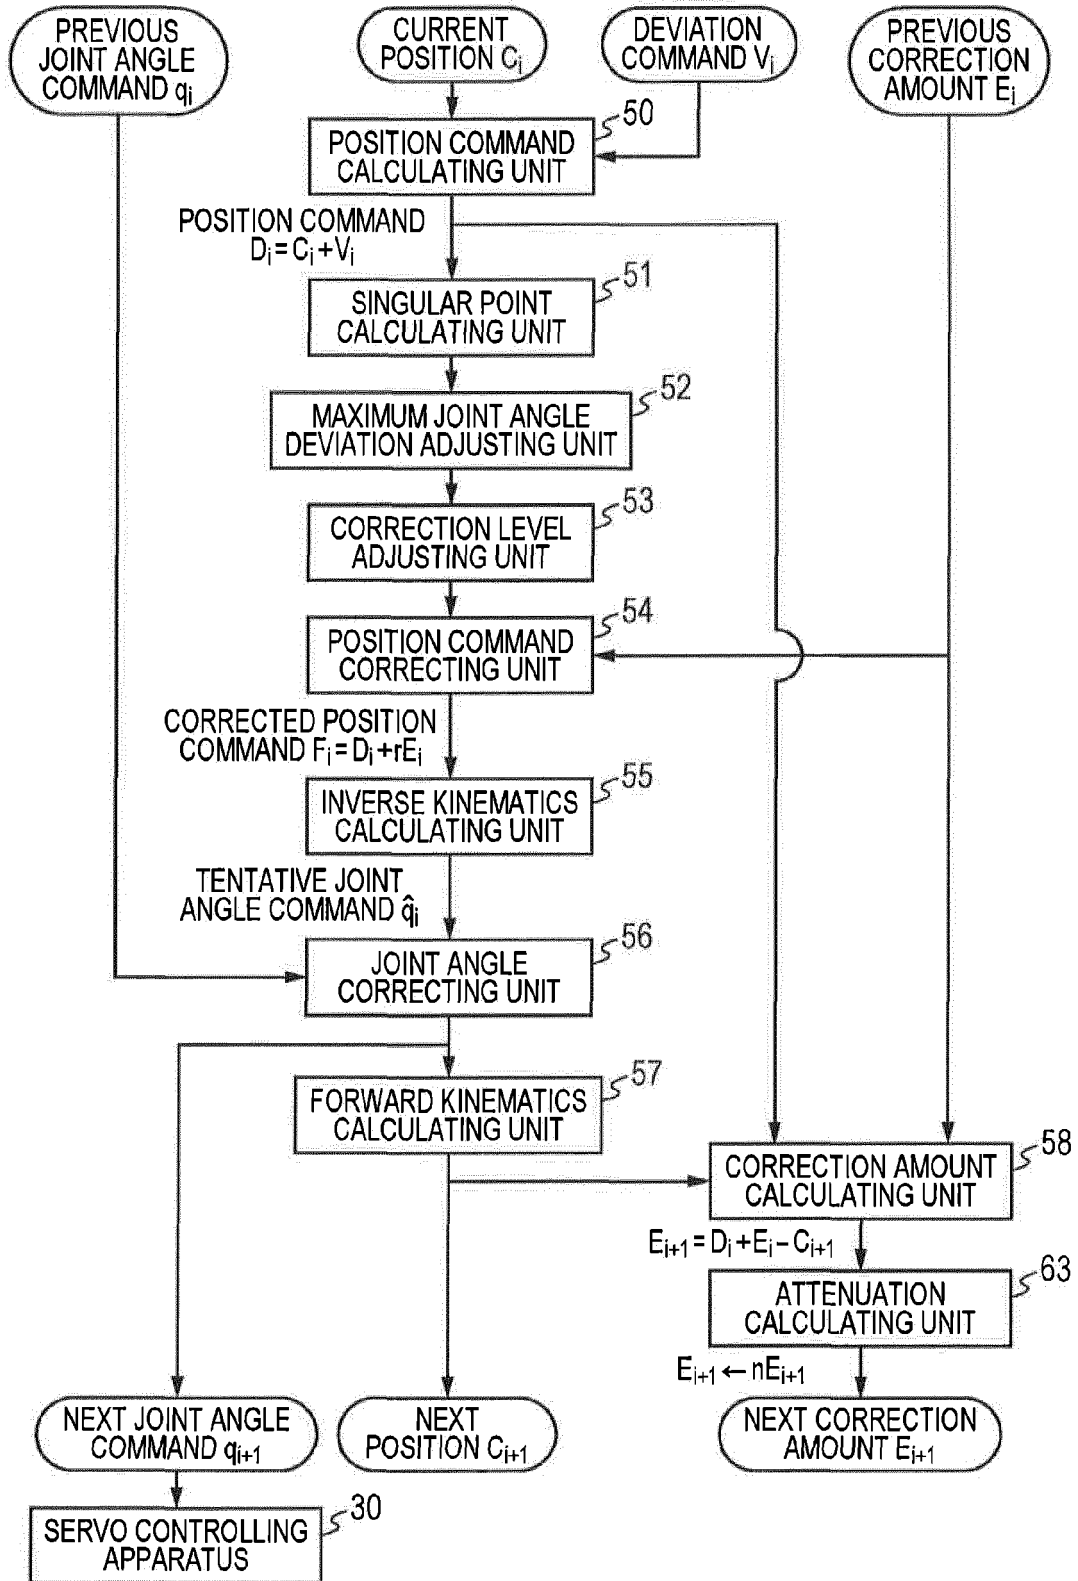 PREVIOUS
JOINT ANGLE
COMMAND qi
CURRENT
POSITION Ci
DEVIATION
COMMAND Vi
PREVIOUS
CORRECTION
AMOUNT Ei
50
POSITION COMMAND
CALCULATING UNIT
POSITION COMMAND
Di=Ci+Vi
51
SINGULAR POINT
CALCULATING UNIT
52
MAXIMUM JOINT ANGLE
DEVIATION ADJUSTING UNIT
53
CORRECTION LEVEL
ADJUSTING UNIT
54
POSITION COMMAND
CORRECTING UNIT
CORRECTED POSITION
COMMAND Fi=Di+rEi
55
INVERSE KINEMATICS
CALCULATING UNIT
TENTATIVE JOINT
ANGLE COMMAND q̂i
56
JOINT ANGLE
CORRECTING UNIT
57
FORWARD KINEMATICS
CALCULATING UNIT
58
CORRECTION AMOUNT
CALCULATING UNIT
Ei+1=Di+Ei-Ci+1
63
ATTENUATION
CALCULATING UNIT
Ei+1←nEi+1
NEXT JOINT ANGLE
COMMAND qi+1
NEXT
POSITION Ci+1
NEXT CORRECTION
AMOUNT Ei+1
30
SERVO CONTROLLING
APPARATUS